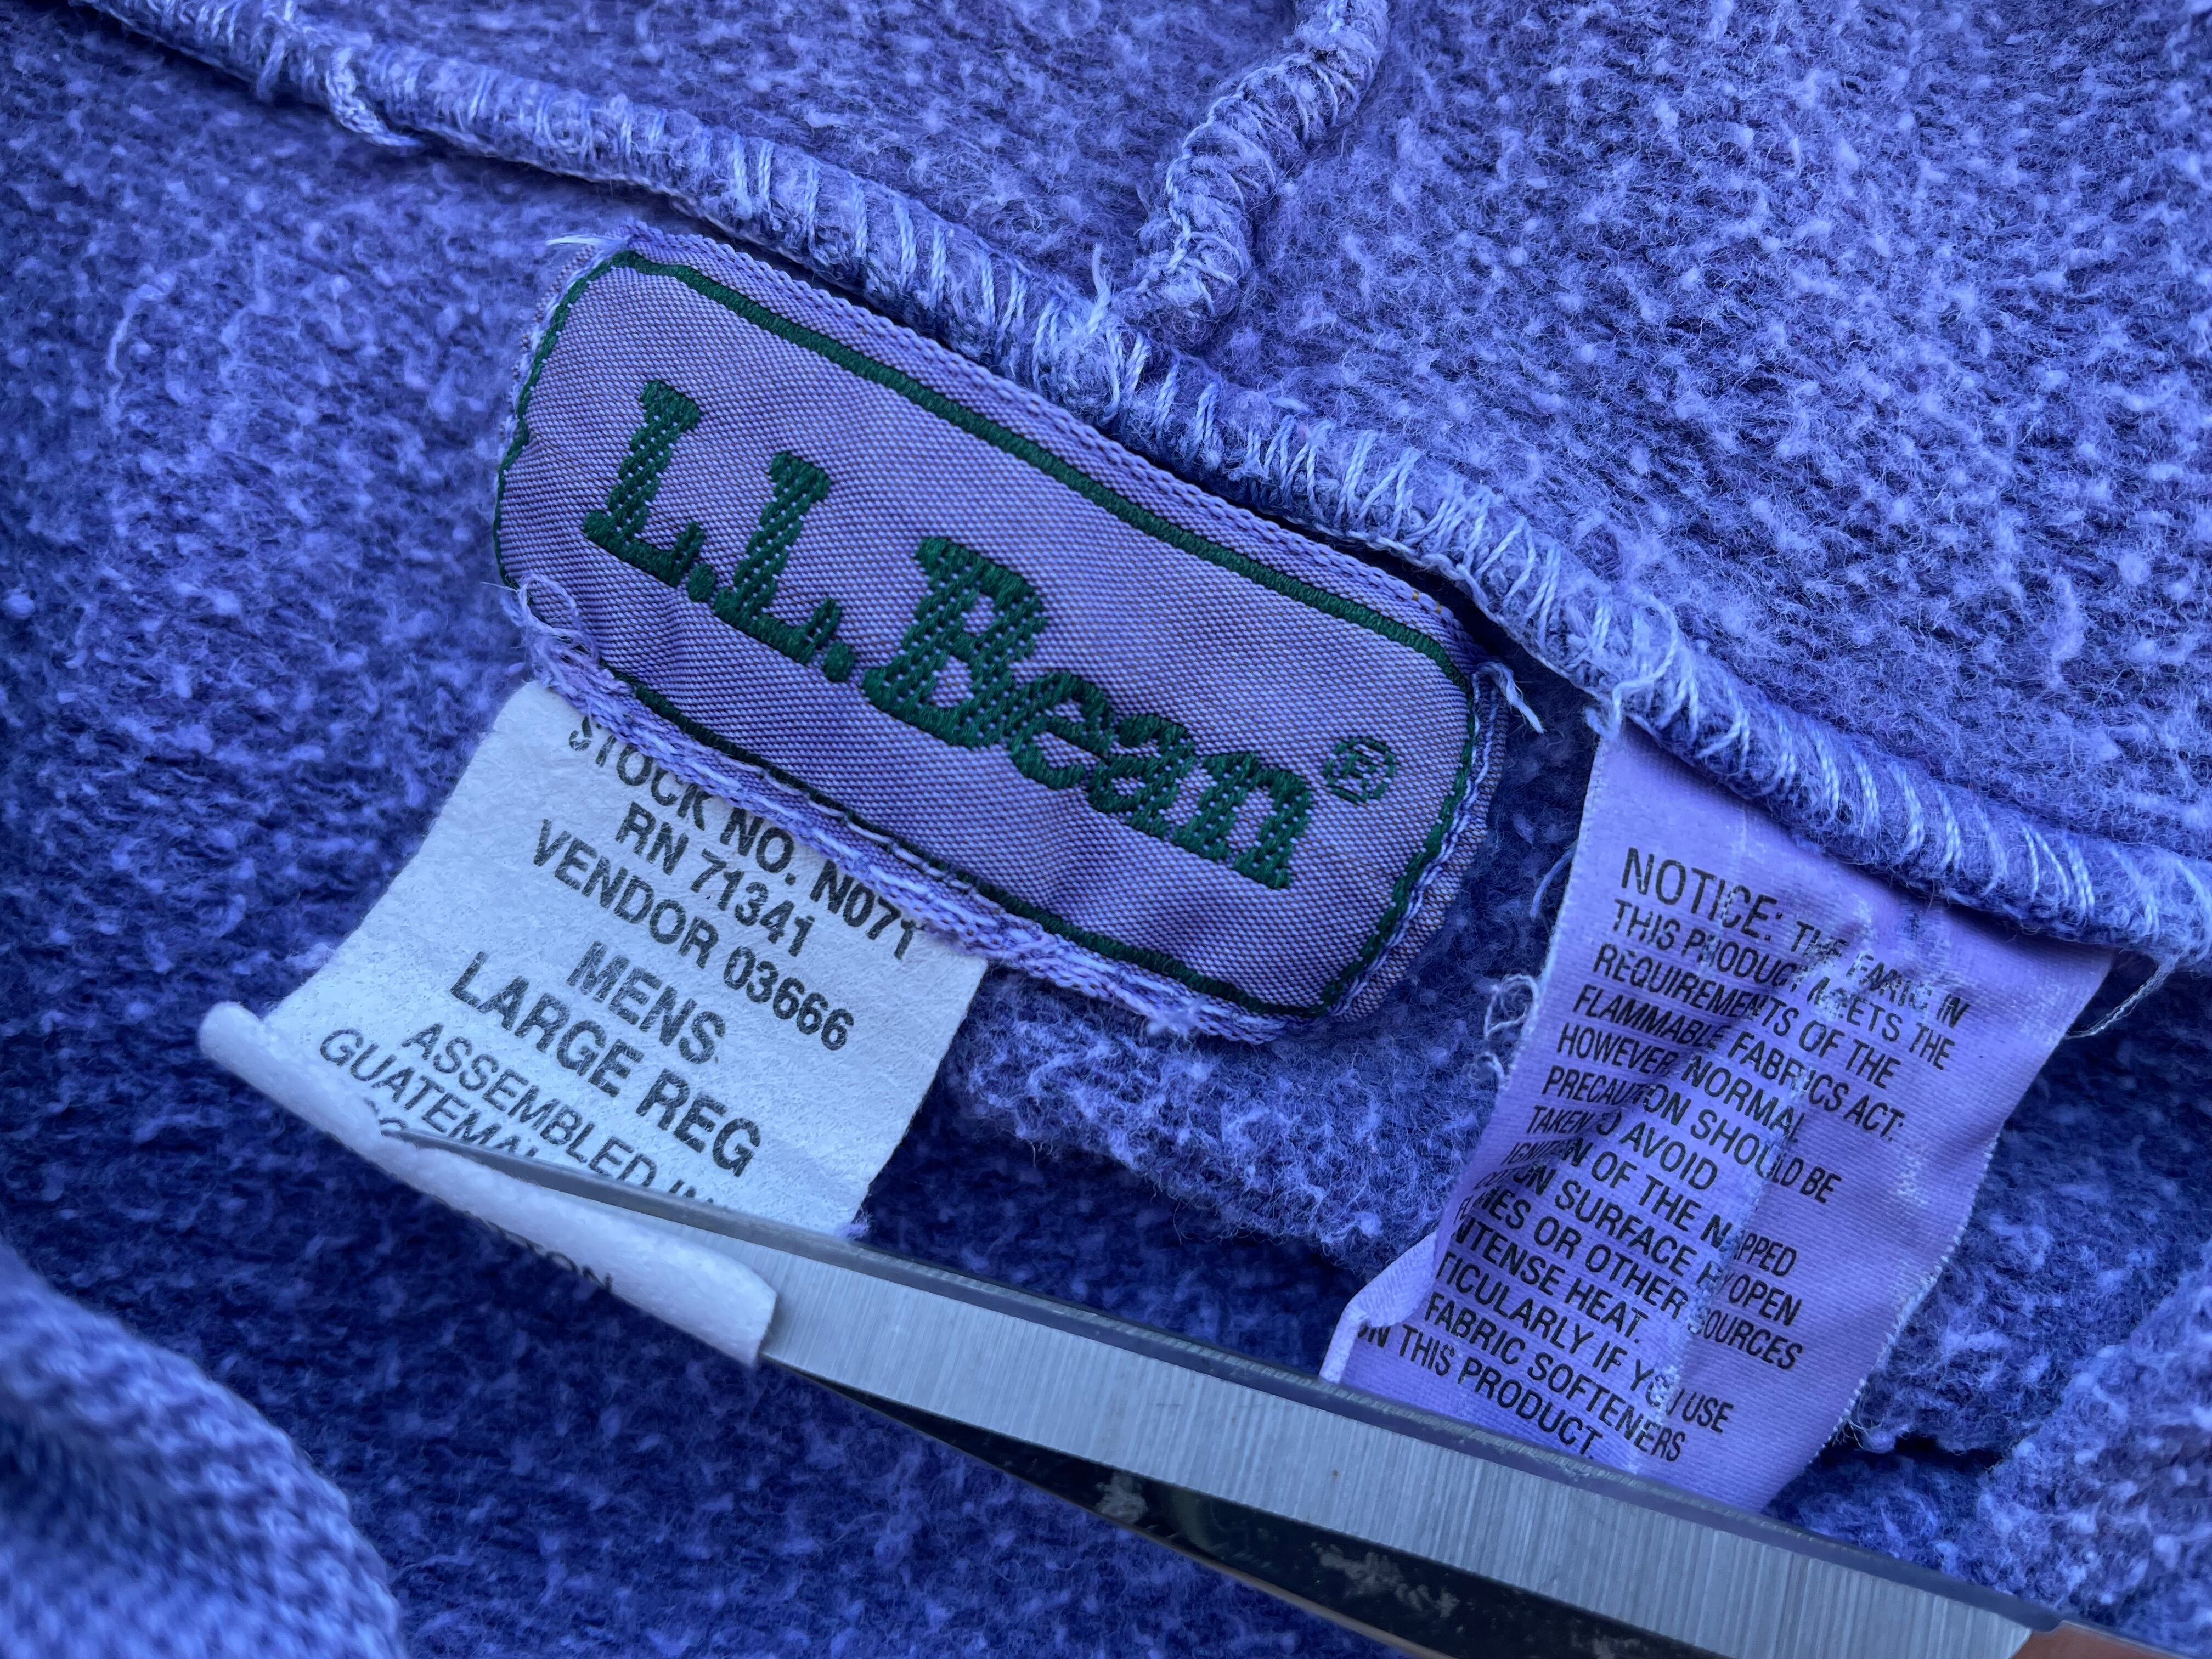 L.L.Bean®
STOCK NO. N071
RN 71341
VENDOR 03666
MENS
LARGE REG
ASSEMBLED IN
NOTICE: THE FABRIC IN
THIS PRODUCT MEETS THE
REQUIREMENTS OF THE
FLAMMABLE FABRICS ACT.
HOWEVER, NORMAL
PRECAUTION SHOULD BE
TAKEN TO AVOID
IGNITION OF THE NAPPED
SURFACE BY OPEN
OR OTHER SOURCES
INTENSE HEAT.
IF YOU USE
FABRIC SOFTENERS
ON THIS PRODUCT